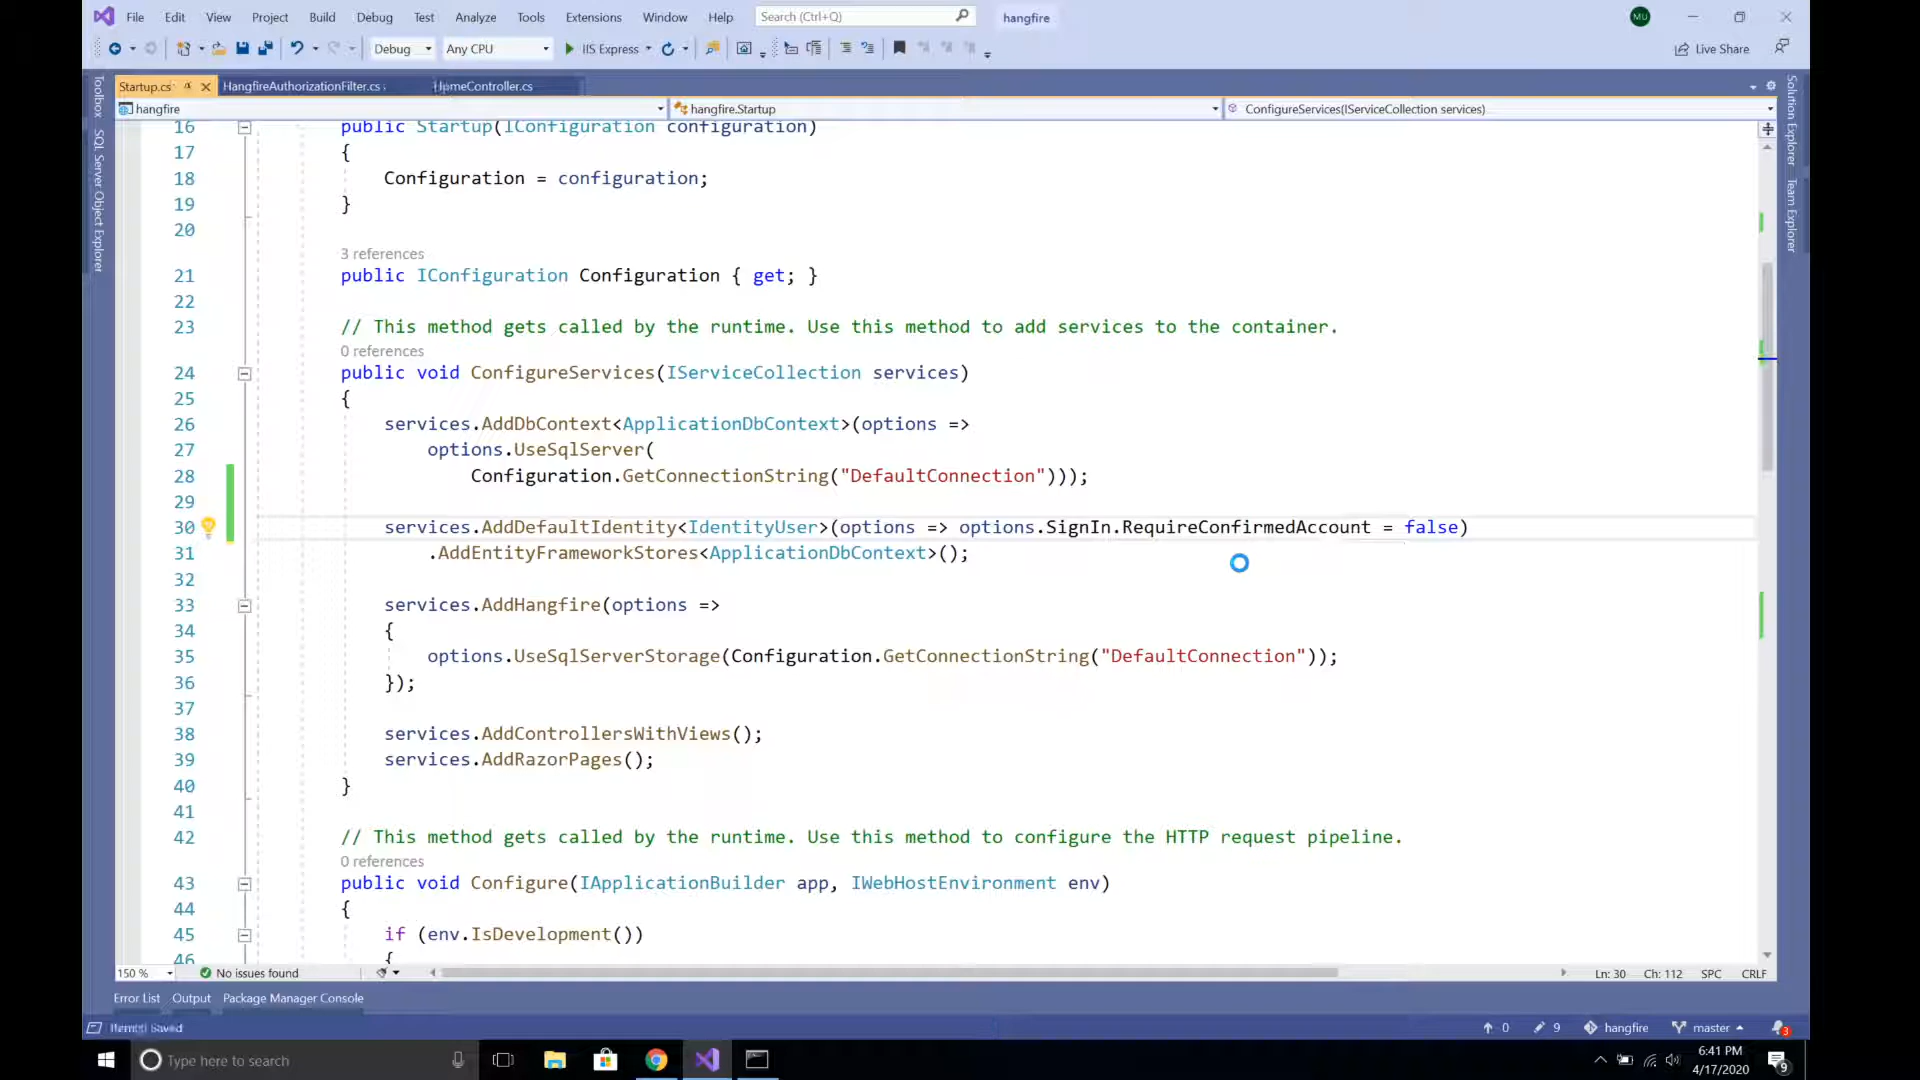 File Edit View Project Build Debug Test Analyze Tools Extensions Window Help Search (Ctrl+Q) hangfire MU
Debug Any CPU IIS Express Live Share
Startup.cs HangfireAuthorizationFilter.cs HomeController.cs
hangfire hangfire.Startup ConfigureServices(IServiceCollection services)
Toolbox
SQL Server Object Explorer
Solution Explorer
Team Explorer
16 public Startup(IConfiguration configuration)
17 {
18 Configuration = configuration;
19 }
20
3 references
21 public IConfiguration Configuration { get; }
22
23 // This method gets called by the runtime. Use this method to add services to the container.
0 references
24 public void ConfigureServices(IServiceCollection services)
25 {
26 services.AddDbContext<ApplicationDbContext>(options =>
27 options.UseSqlServer(
28 Configuration.GetConnectionString("DefaultConnection")));
29
30 services.AddDefaultIdentity<IdentityUser>(options => options.SignIn.RequireConfirmedAccount = false)
31 .AddEntityFrameworkStores<ApplicationDbContext>();
32
33 services.AddHangfire(options =>
34 {
35 options.UseSqlServerStorage(Configuration.GetConnectionString("DefaultConnection"));
36 });
37
38 services.AddControllersWithViews();
39 services.AddRazorPages();
40 }
41
42 // This method gets called by the runtime. Use this method to configure the HTTP request pipeline.
0 references
43 public void Configure(IApplicationBuilder app, IWebHostEnvironment env)
44 {
45 if (env.IsDevelopment())
46 {
150 % No issues found Ln: 30 Ch: 112 SPC CRLF
Error List Output Package Manager Console
Item(s) Saved 0 9 hangfire master 3
Type here to search 6:41 PM
4/17/2020 9